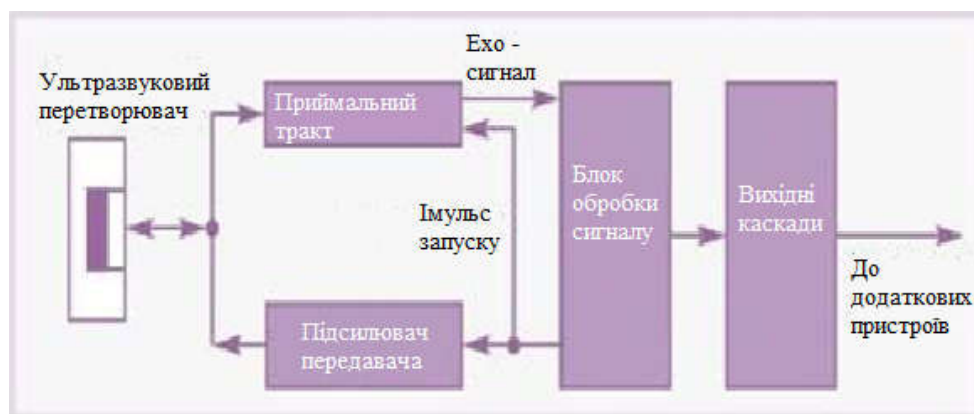 Ехо -
сигнал
Ультразвуковий
перетворювач
Приймальний
тракт
Блок
обробки
сигналу
Вихідні
каскади
Імульс
запуску
До
додаткових
пристроїв
Підсилювач
передавача